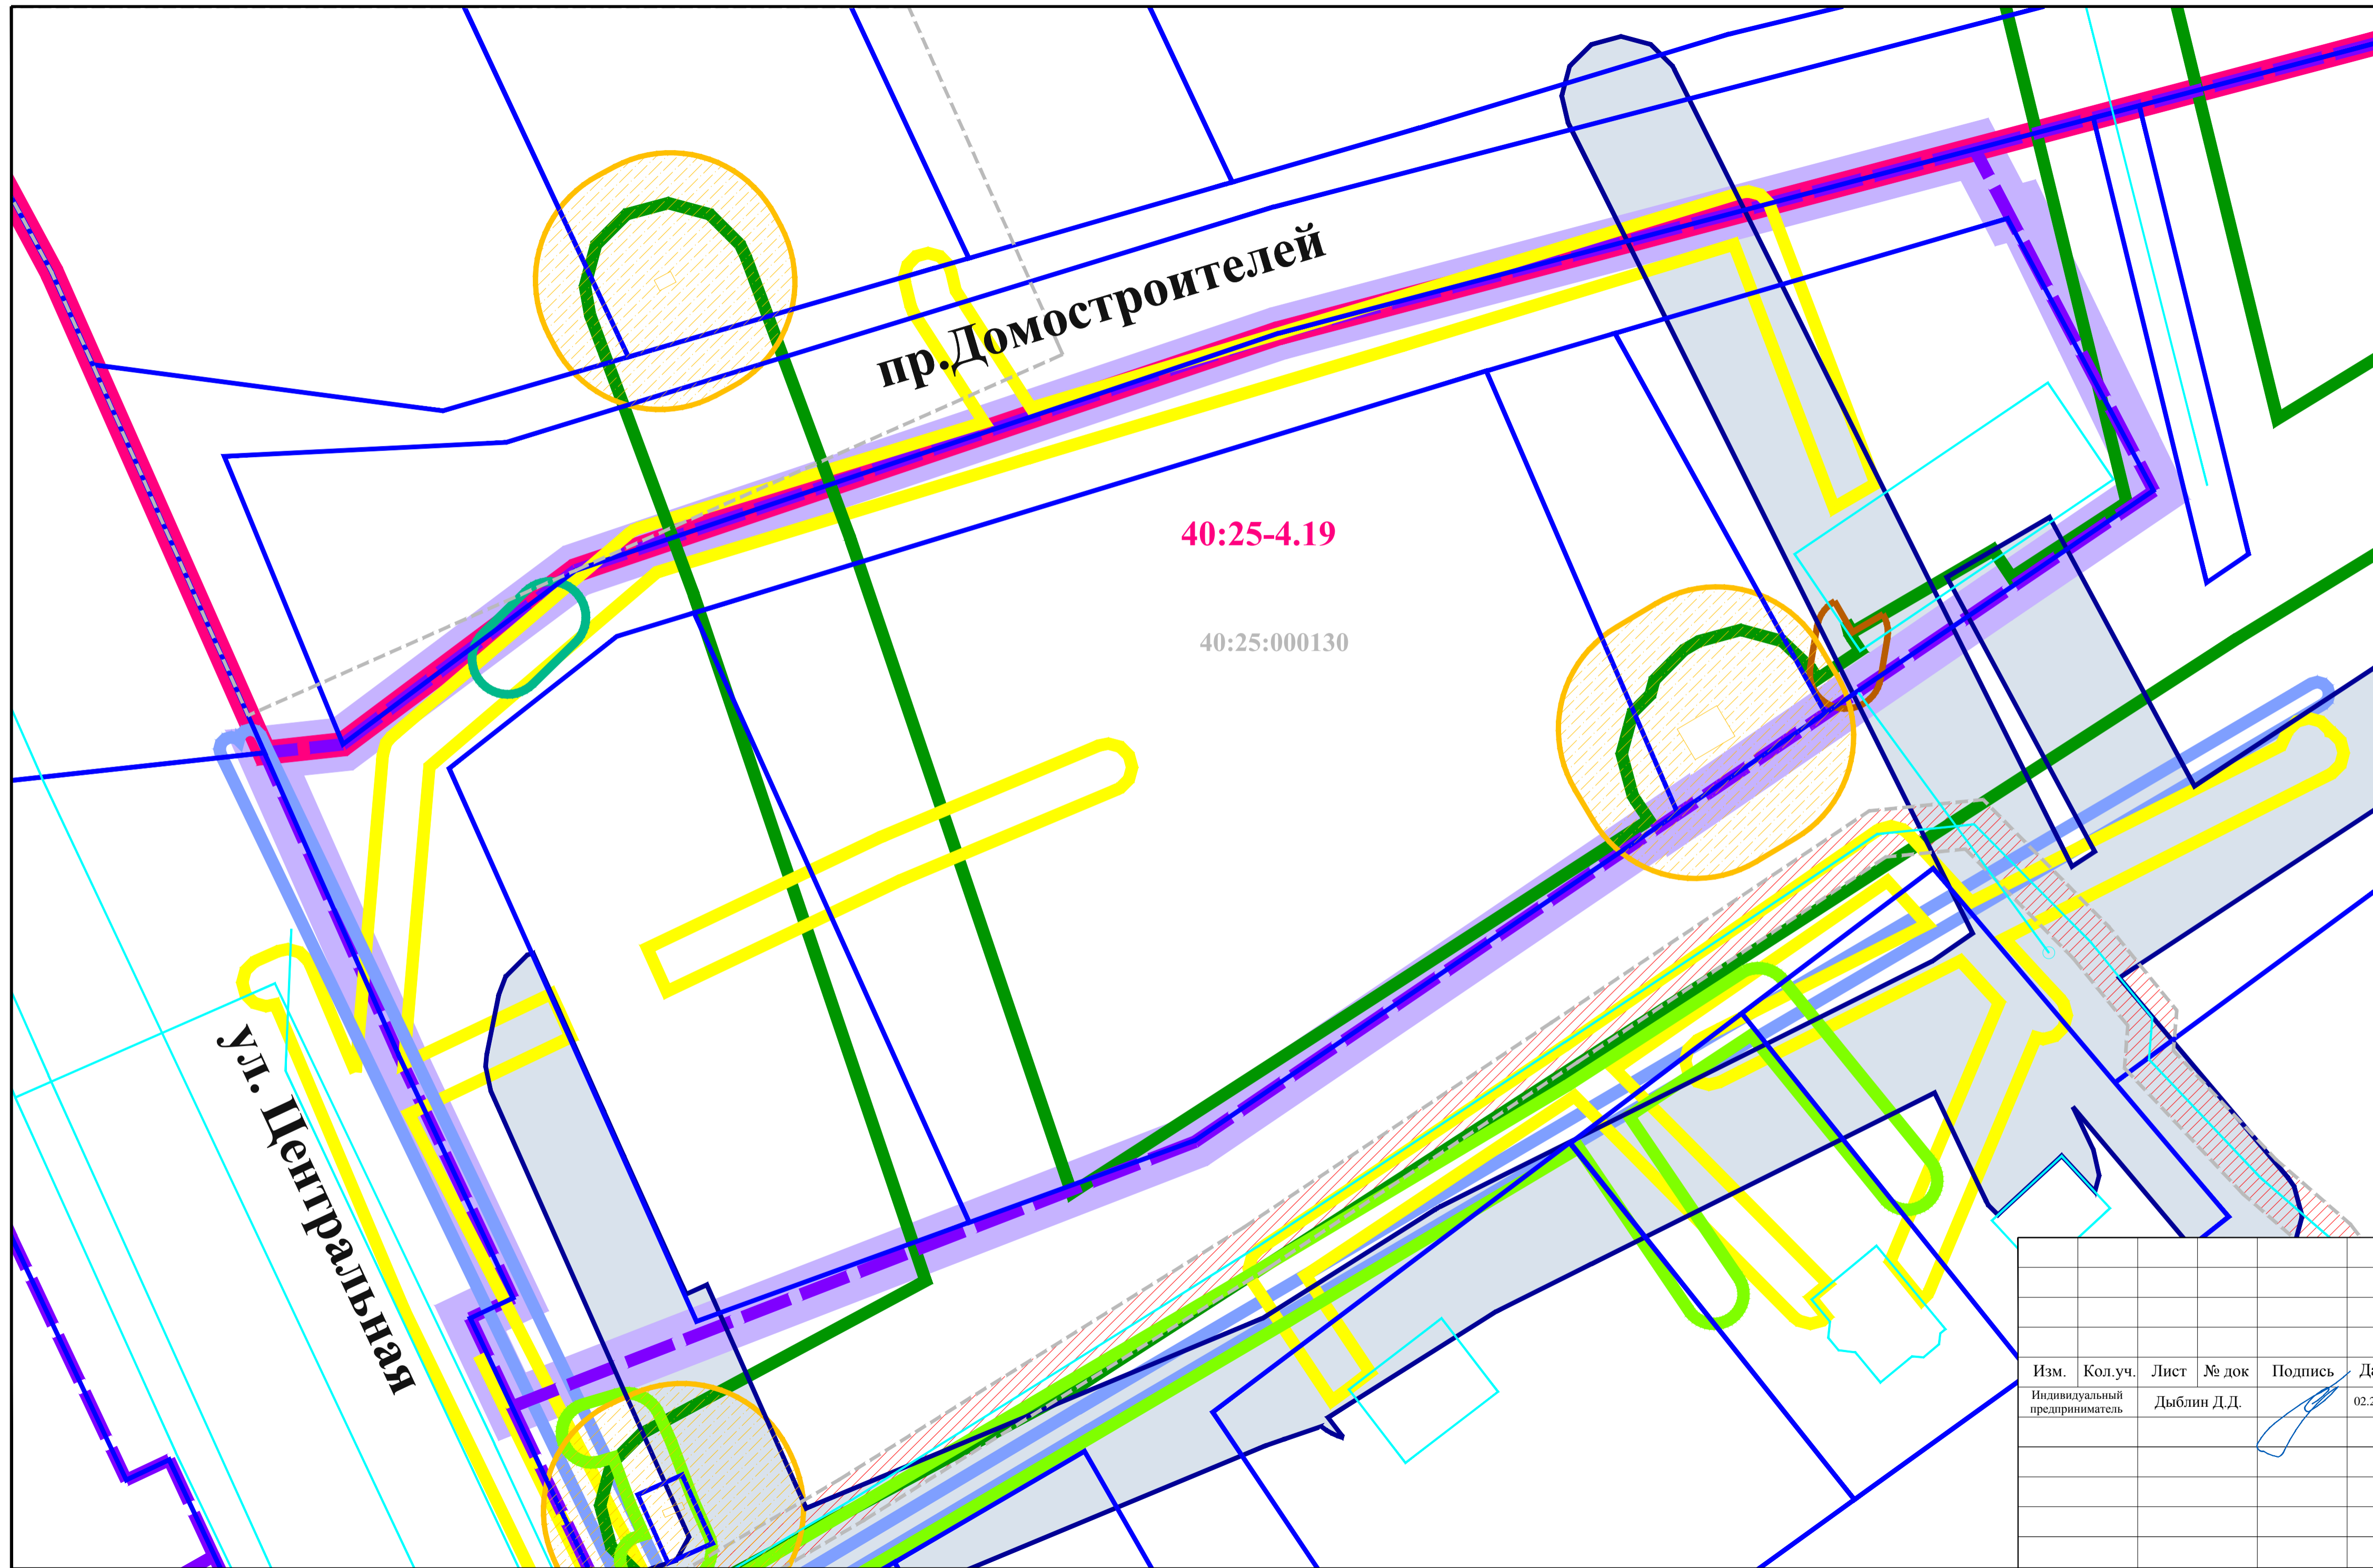 пр.Домостроителей
40:25-4.19
40:25:000130
ул. Центральная
Изм. Кол.уч. Лист № док Подпись
Индивидуальный
предприниматель
Дыблин Д.Д.